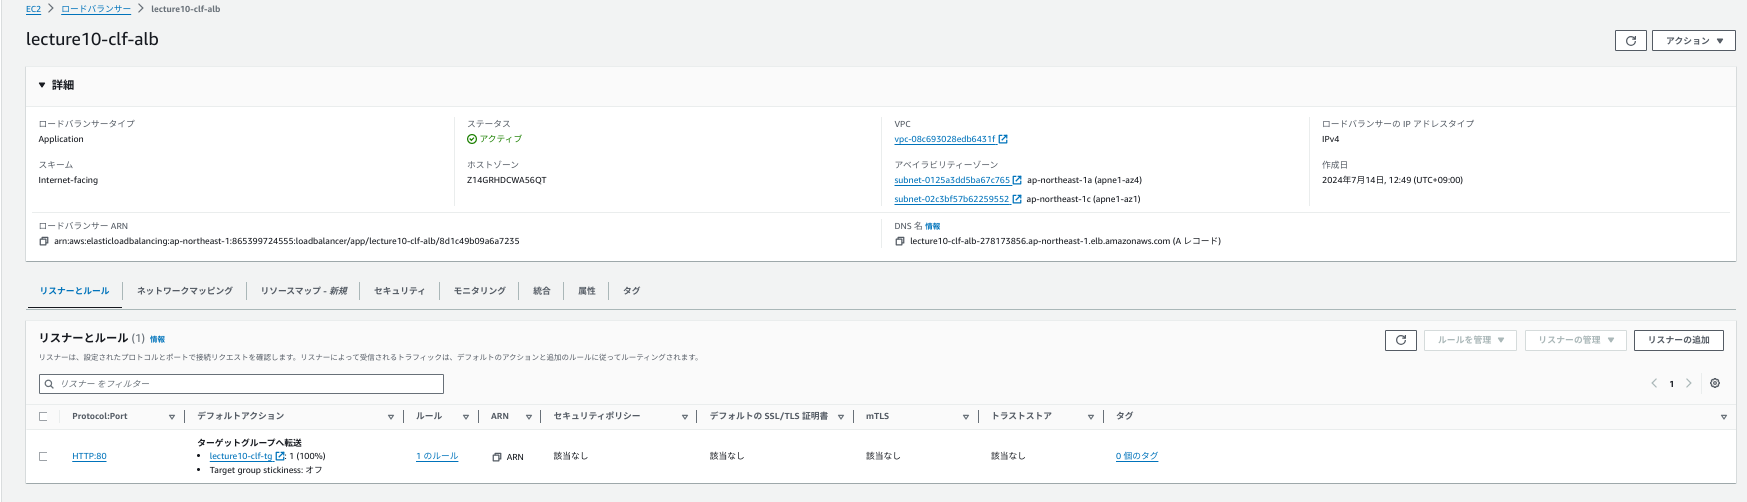 EC2 > ロードバランサー > lecture10-clf-alb
lecture10-clf-alb
アクション
詳細
ロードバランサータイプ
Application
ステータス
アクティブ
VPC
vpc-08c693028edb6431f
ロードバランサーの IP アドレスタイプ
IPv4
スキーム
Internet-facing
ホストゾーン
Z14GRHDCWA56QT
アベイラビリティーゾーン
subnet-0125a3dd5ba67c765 ap-northeast-1a (apne1-az4)
subnet-02c3bf57b62259552 ap-northeast-1c (apne1-az1)
作成日
2024年7月14日, 12:49 (UTC+09:00)
ロードバランサー ARN
arn:aws:elasticloadbalancing:ap-northeast-1:865399724555:loadbalancer/app/lecture10-clf-alb/8d1c49b09a6a7235
DNS 名 情報
lecture10-clf-alb-278173856.ap-northeast-1.elb.amazonaws.com (A レコード)
リスナーとルール ネットワークマッピング リソースマップ - 新規 セキュリティ モニタリング 統合 属性 タグ
リスナーとルール (1) 情報
リスナーは、設定されたプロトコルとポートで接続リクエストを確認します。リスナーによって受信されるトラフィックは、デフォルトのアクションと追加のルールに従ってルーティングされます。
ルールを管理 リスナーの管理 リスナーの追加
リスナー をフィルター
1
Protocol:Port デフォルトアクション ルール ARN セキュリティポリシー デフォルトの SSL/TLS 証明書 mTLS トラストストア タグ
HTTP:80
ターゲットグループへ転送
• lecture10-clf-tg : 1 (100%)
• Target group stickiness: オフ
1 のルール ARN 該当なし 該当なし 該当なし 該当なし 0 個のタグ